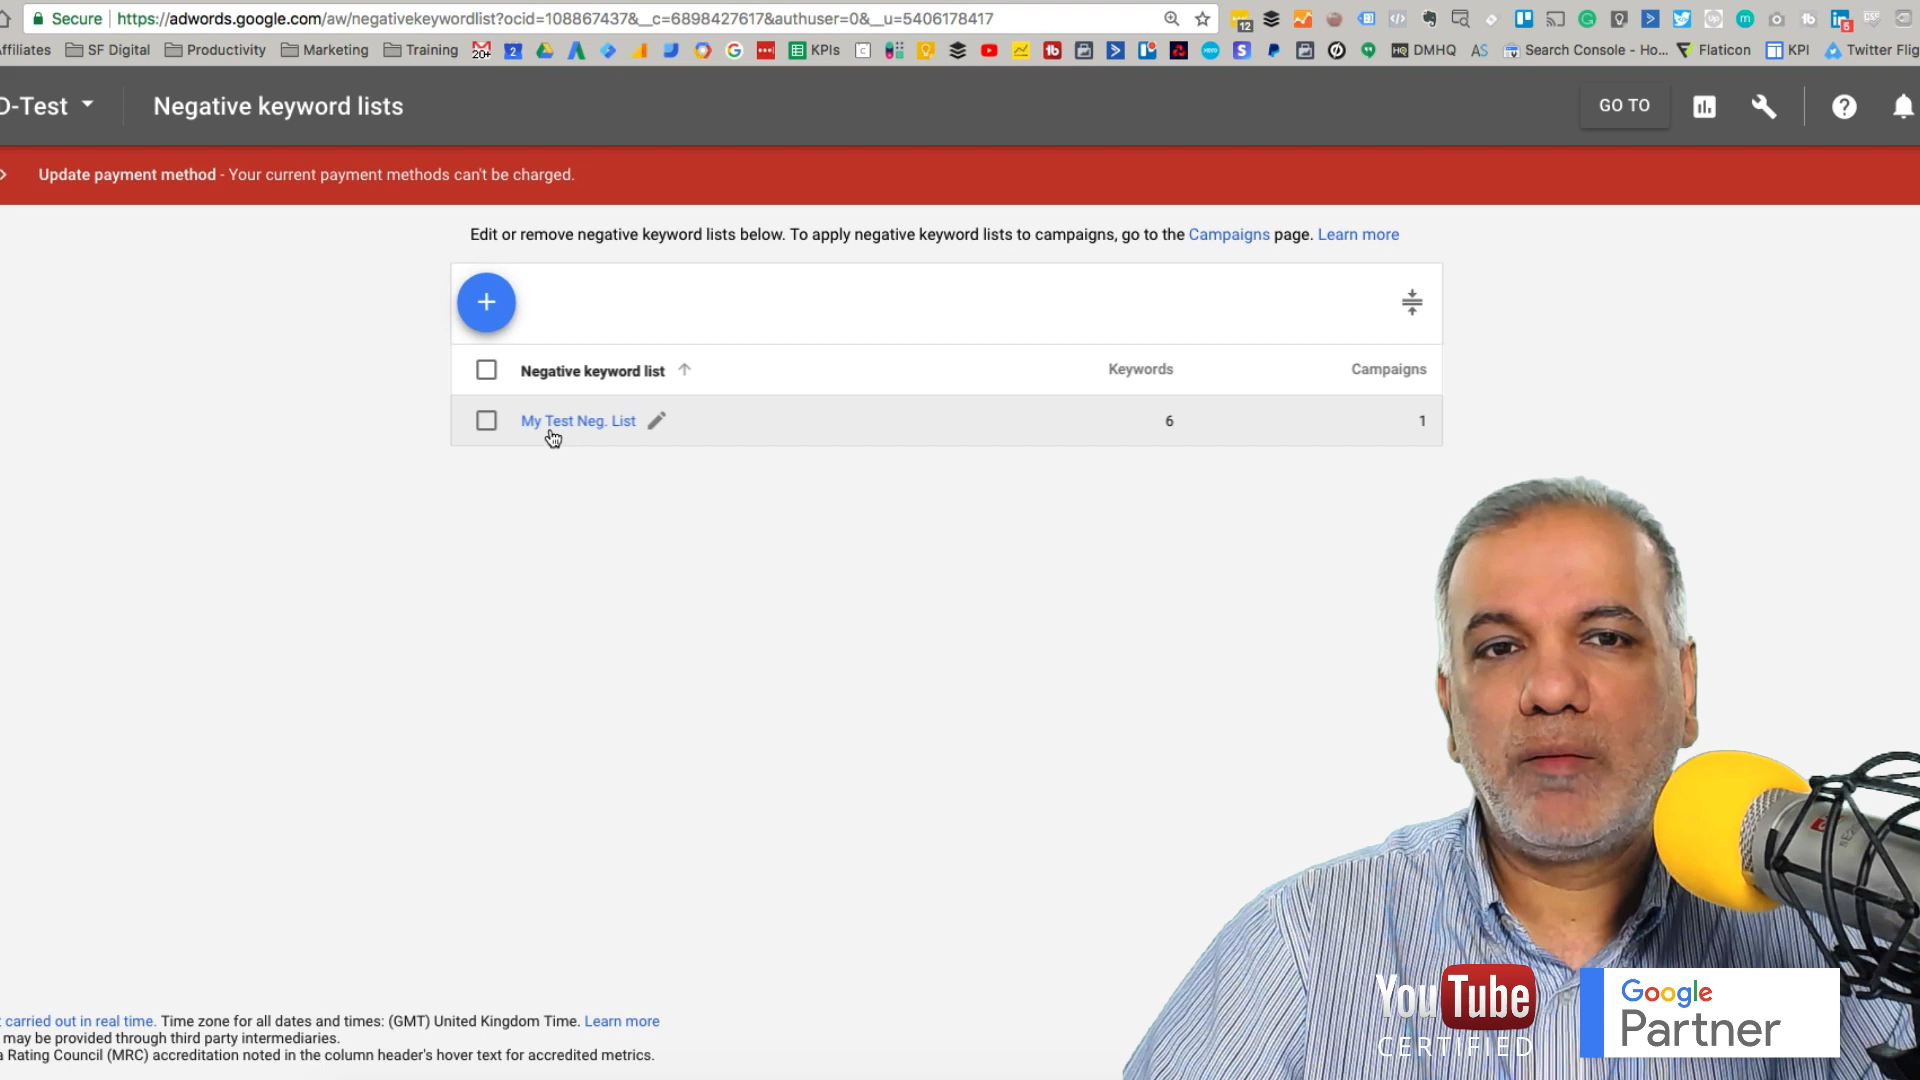 Secure https://adwords.google.com/aw/negativekeywordlist?ocid=108867437&__c=6898427617&authuser=0&__u=5406178417
12
5
ffiliates SF Digital Productivity Marketing Training 20+ 2 KPIs DMHQ AS Search Console - Ho... Flaticon KPI Twitter Flig
D-Test Negative keyword lists GO TO
Update payment method - Your current payment methods can't be charged.
Edit or remove negative keyword lists below. To apply negative keyword lists to campaigns, go to the Campaigns page. Learn more
Negative keyword list Keywords Campaigns
My Test Neg. List 6 1
carried out in real time. Time zone for all dates and times: (GMT) United Kingdom Time. Learn more
may be provided through third party intermediaries.
a Rating Council (MRC) accreditation noted in the column header's hover text for accredited metrics.
YouTube
CERTIFIED
Google
Partner